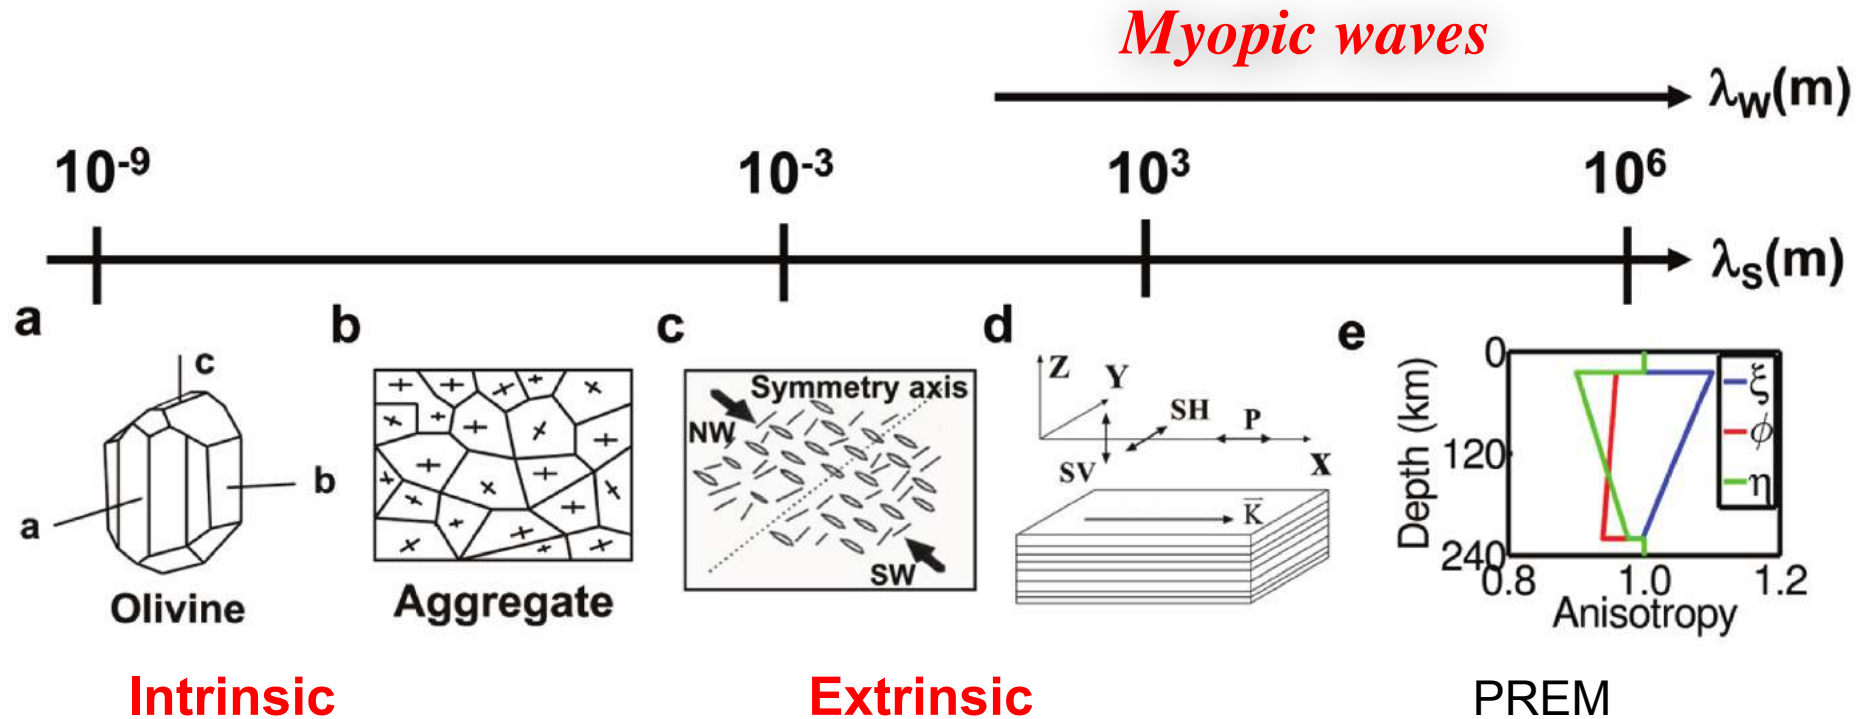 Myopic waves
λW(m)
10-9 10-3 103 106
λS(m)
a b c d e
c
b
a
Olivine
Aggregate
Symmetry axis
NW
SW
Z
Y
SH
P
SV
X
K
0
120
240
Depth (km)
ξ
ϕ
η
0.8 1.0 1.2
Anisotropy
Intrinsic Extrinsic PREM